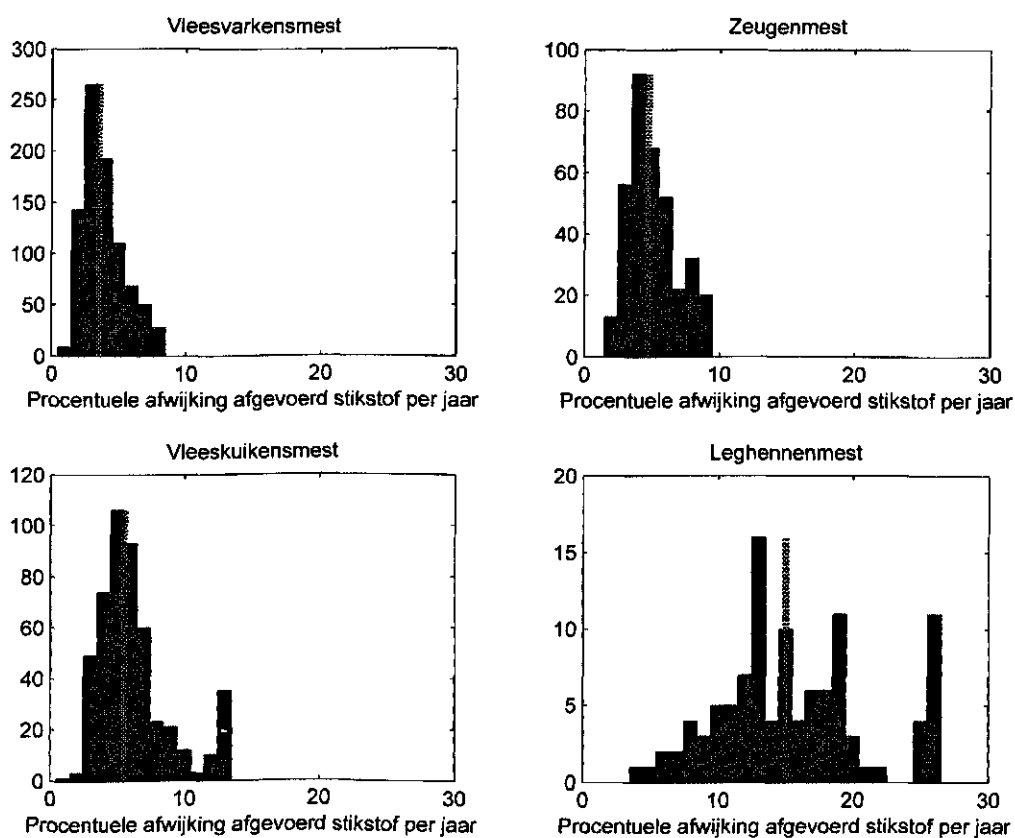 Vleesvarkensmest
300
250
200
150
100
50
0
0 10 20 30
Procentuele afwijking afgevoerd stikstof per jaar
Zeugenmest
100
80
60
40
20
0
0 10 20 30
Procentuele afwijking afgevoerd stikstof per jaar
Vleeskuikensmest
120
100
80
60
40
20
0
0 10 20 30
Procentuele afwijking afgevoerd stikstof per jaar
Leghennenmest
20
15
10
5
0
0 10 20 30
Procentuele afwijking afgevoerd stikstof per jaar